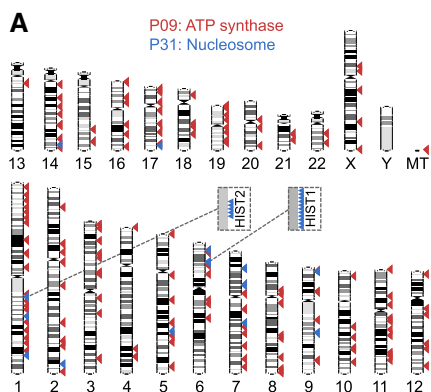 A
P09: ATP synthase
P31: Nucleosome
13 14 15 16 17 18 19 20 21 22 X Y MT
HIST2 HIST1
1 2 3 4 5 6 7 8 9 10 11 12